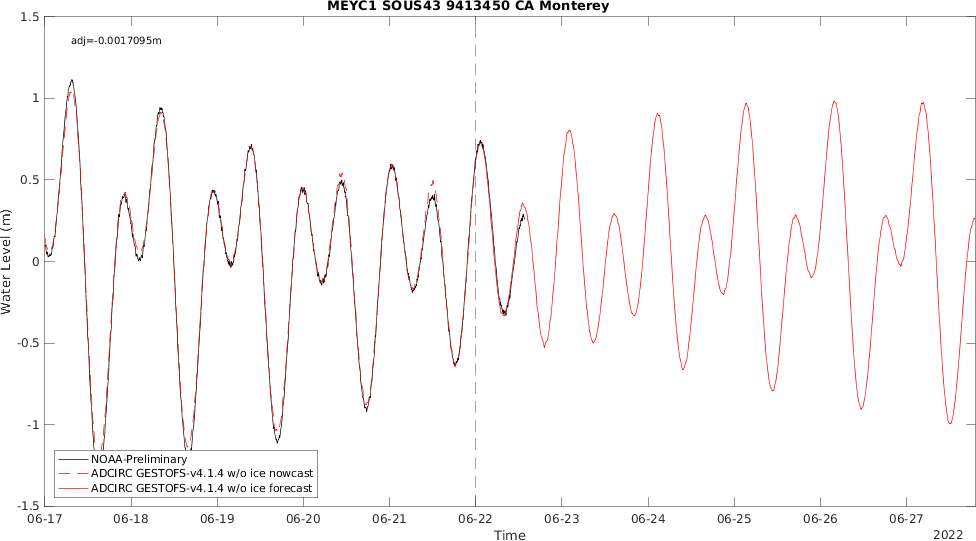 MEYC1 SOUS43 9413450 CA Monterey
adj=-0.0017095m
1.5
1
0.5
0
-0.5
-1
-1.5
Water Level (m)
NOAA-Preliminary
ADCIRC GESTOFS-v4.1.4 w/o ice nowcast
ADCIRC GESTOFS-v4.1.4 w/o ice forecast
06-17 06-18 06-19 06-20 06-21 06-22 06-23 06-24 06-25 06-26 06-27
Time
2022